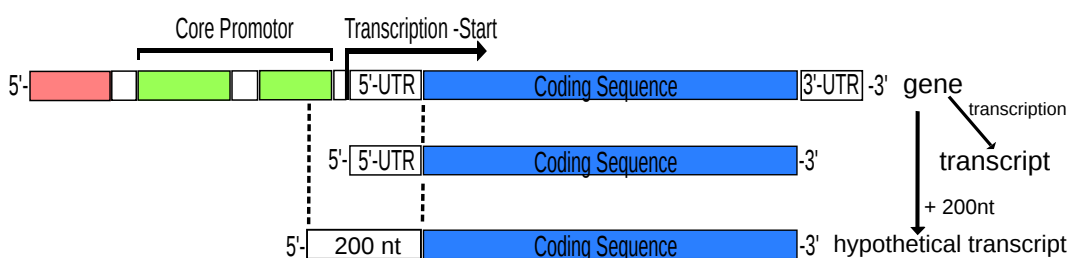 Core Promotor
Transcription -Start
5'-
5'-UTR
Coding Sequence
3'-UTR
-3'
gene
transcription
5'-
5'-UTR
Coding Sequence
-3'
transcript
+ 200nt
5'-
200 nt
Coding Sequence
-3'
hypothetical transcript